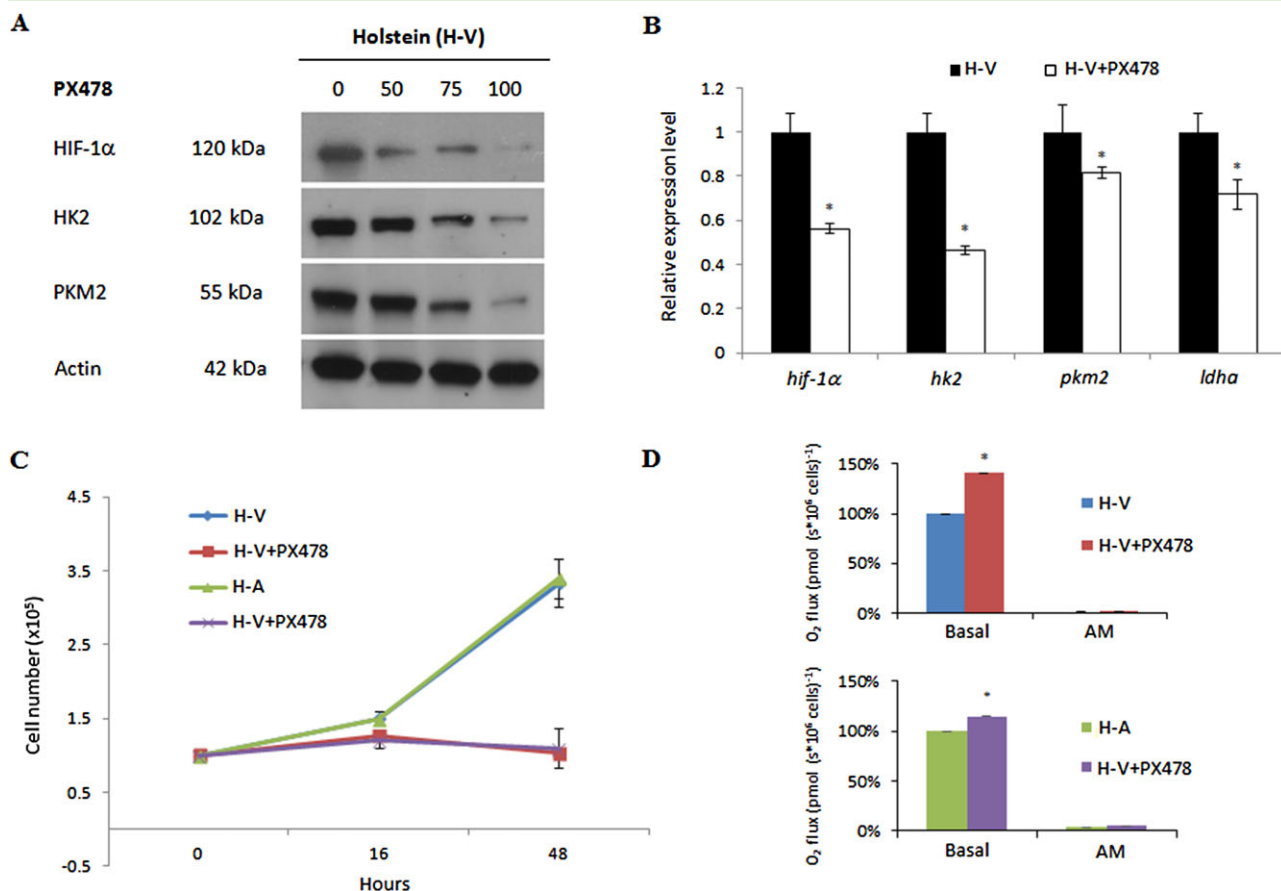 A
Holstein (H-V)
PX478 0 50 75 100
HIF-1α 120 kDa
HK2 102 kDa
PKM2 55 kDa
Actin 42 kDa
B
H-V H-V+PX478
Relative expression level
1.2
1
0.8
0.6
0.4
0.2
0
* * * *
hif-1α hk2 pkm2 ldha
C
Cell number (x10⁵)
4.5
3.5
2.5
1.5
0.5
-0.5
H-V
H-V+PX478
H-A
H-V+PX478
0 16 48
Hours
D
O₂ flux (pmol (s*10⁶ cells)⁻¹)
150%
100%
50%
0%
*
H-V
H-V+PX478
Basal AM
O₂ flux (pmol (s*10⁶ cells)⁻¹)
150%
100%
50%
0%
*
H-A
H-V+PX478
Basal AM